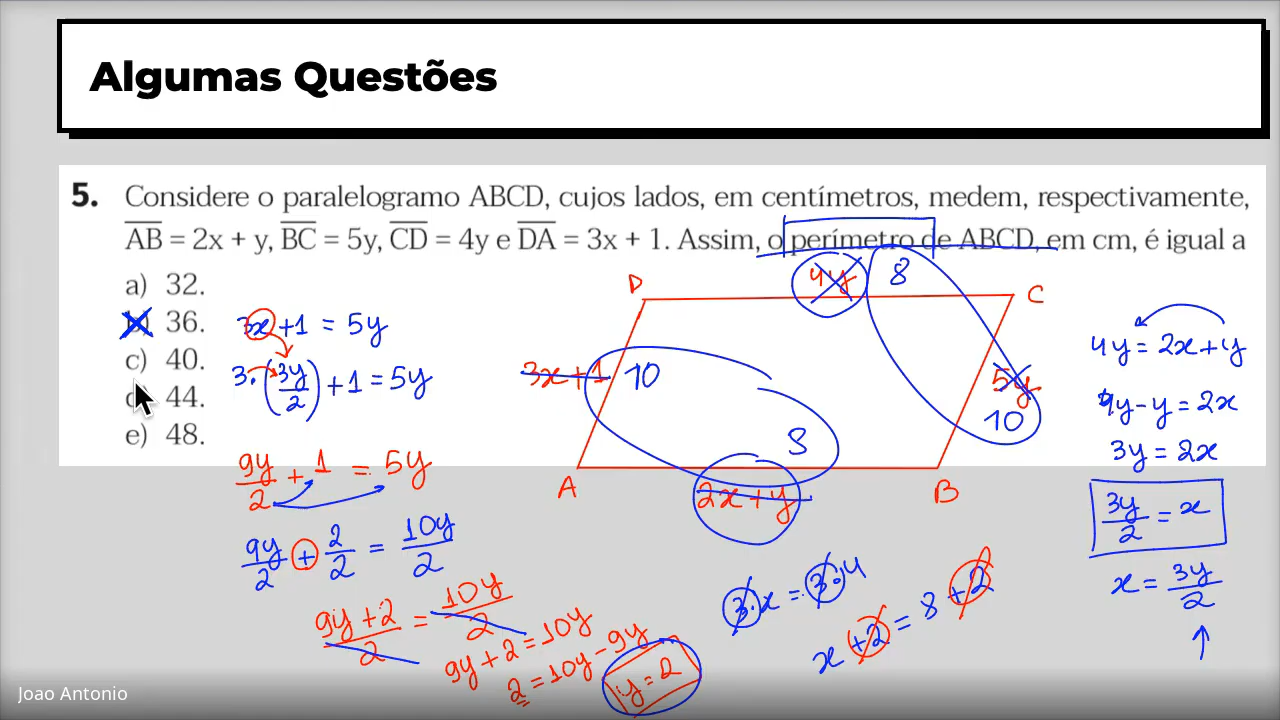 Algumas Questões
5. Considere o paralelogramo ABCD, cujos lados, em centímetros, medem, respectivamente,
AB = 2x + y, BC = 5y, CD = 4y e DA = 3x + 1. Assim, o perímetro de ABCD, em cm, é igual a
a) 32.
b) 36.
c) 40.
d) 44.
e) 48.
3x+1 = 5y
3.(3y/2)+1=5y
9y/2 + 1 = 5y
9y/2 + 2/2 = 10y/2
9y+2/2 = 10y/2
9y+2=10y
2=10y-9y
y=2
D
4y
8
C
3x+1
10
5y
10
8
A
2x+y
B
3.x=3.4
x+2=8+2
4y=2x+y
4y-y=2x
3y=2x
3y/2=x
x=3y/2
Joao Antonio